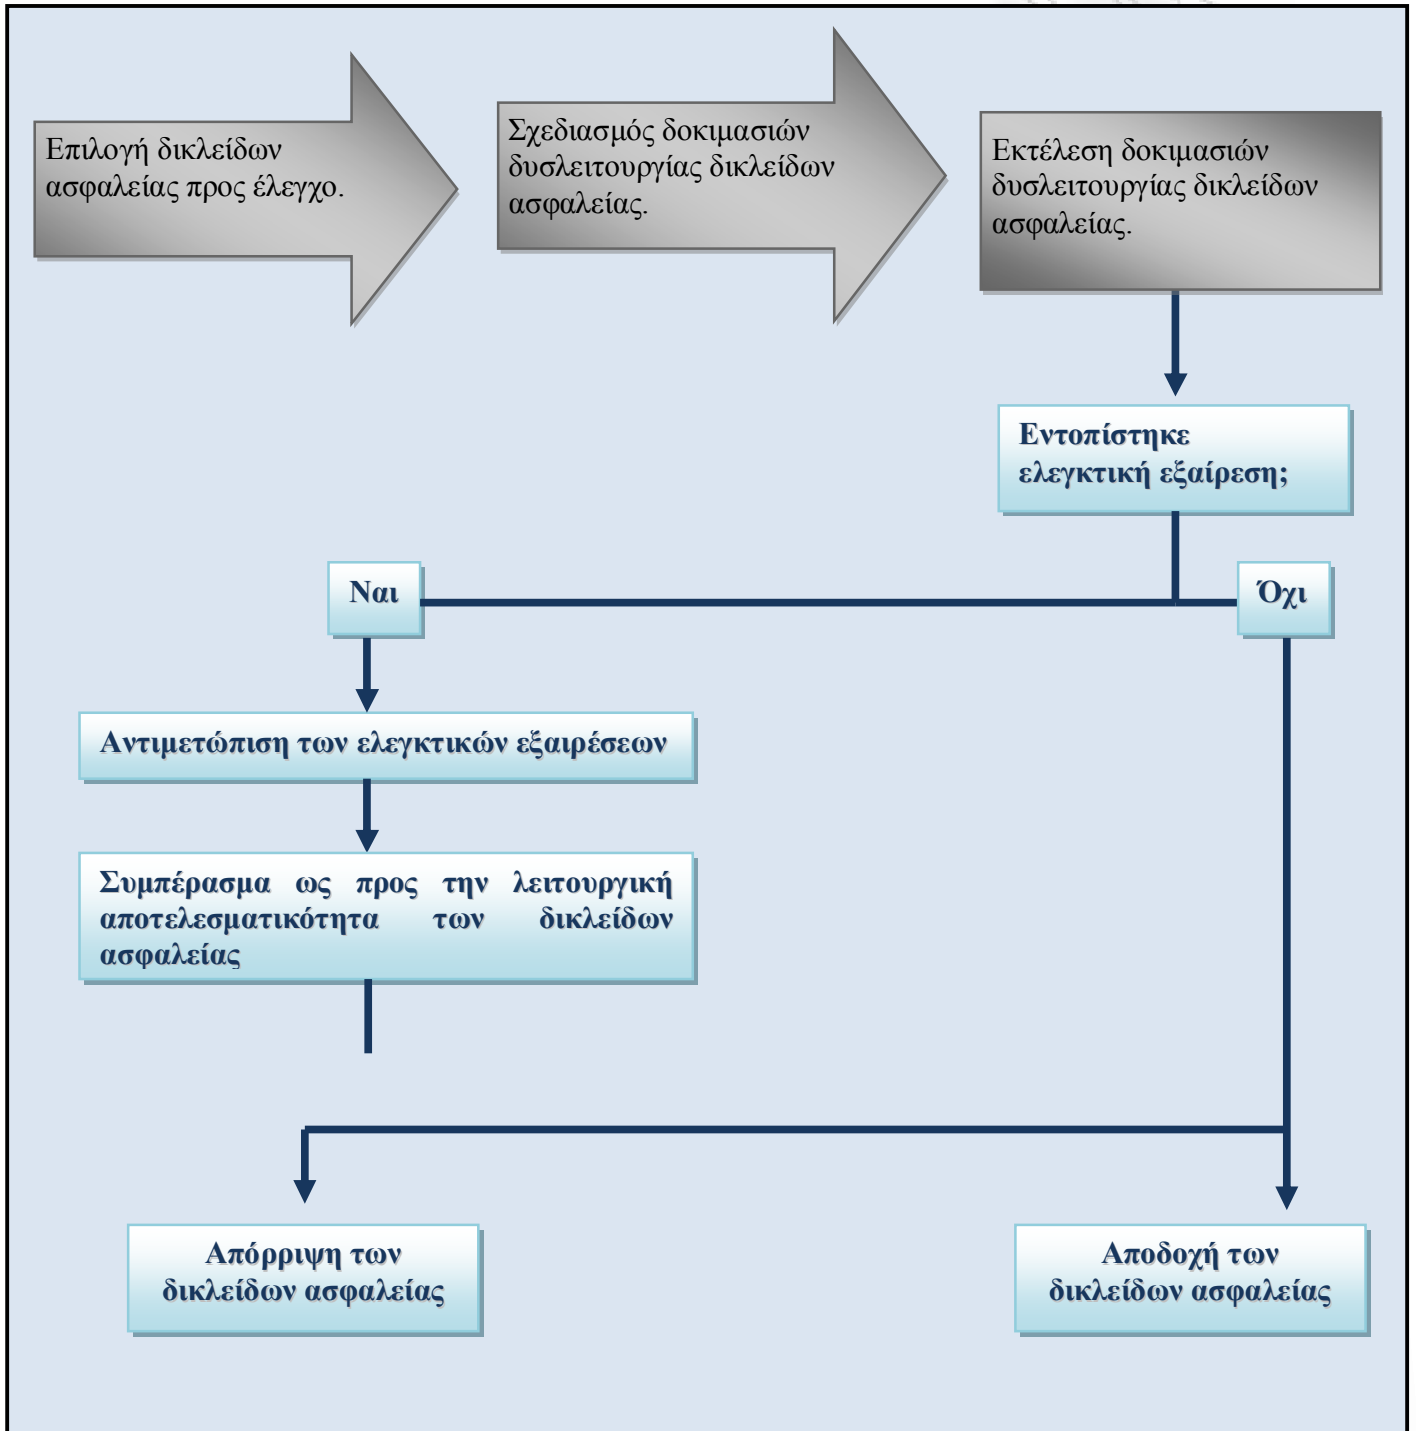 Επιλογή δικλείδων
ασφαλείας προς έλεγχο.
Σχεδιασμός δοκιμασιών
δυσλειτουργίας δικλείδων
ασφαλείας.
Εκτέλεση δοκιμασιών
δυσλειτουργίας δικλείδων
ασφαλείας.
Εντοπίστηκε
ελεγκτική εξαίρεση;
Ναι
Όχι
Αντιμετώπιση των ελεγκτικών εξαιρέσεων
Συμπέρασμα ως προς την λειτουργική
αποτελεσματικότητα των δικλείδων
ασφαλείας
Απόρριψη των
δικλείδων ασφαλείας
Αποδοχή των
δικλείδων ασφαλείας